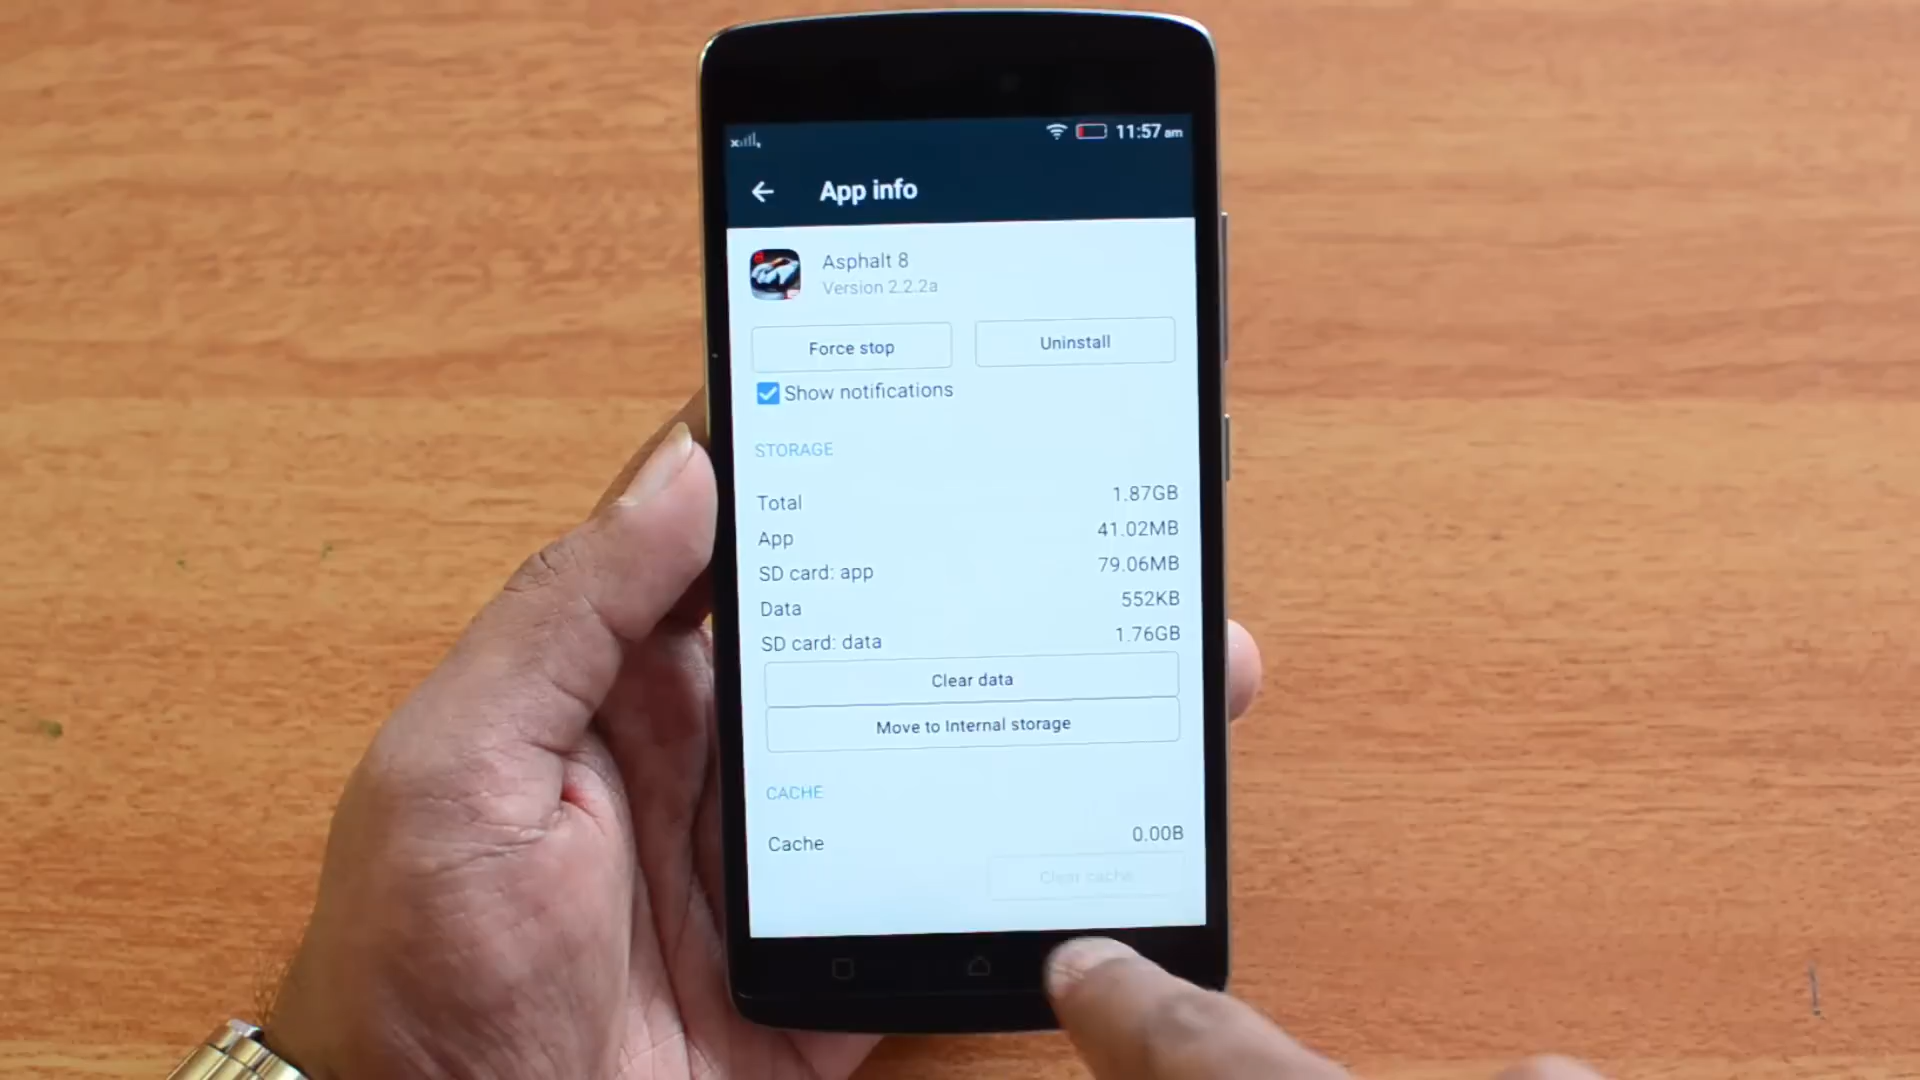 11:57 am
App info
Asphalt 8
Version 2.2.2a
Force stop
Uninstall
Show notifications
STORAGE
Total 1.87GB
App 41.02MB
SD card: app 79.06MB
Data 552KB
SD card: data 1.76GB
Clear data
Move to Internal storage
CACHE
Cache 0.00B
Clear cache